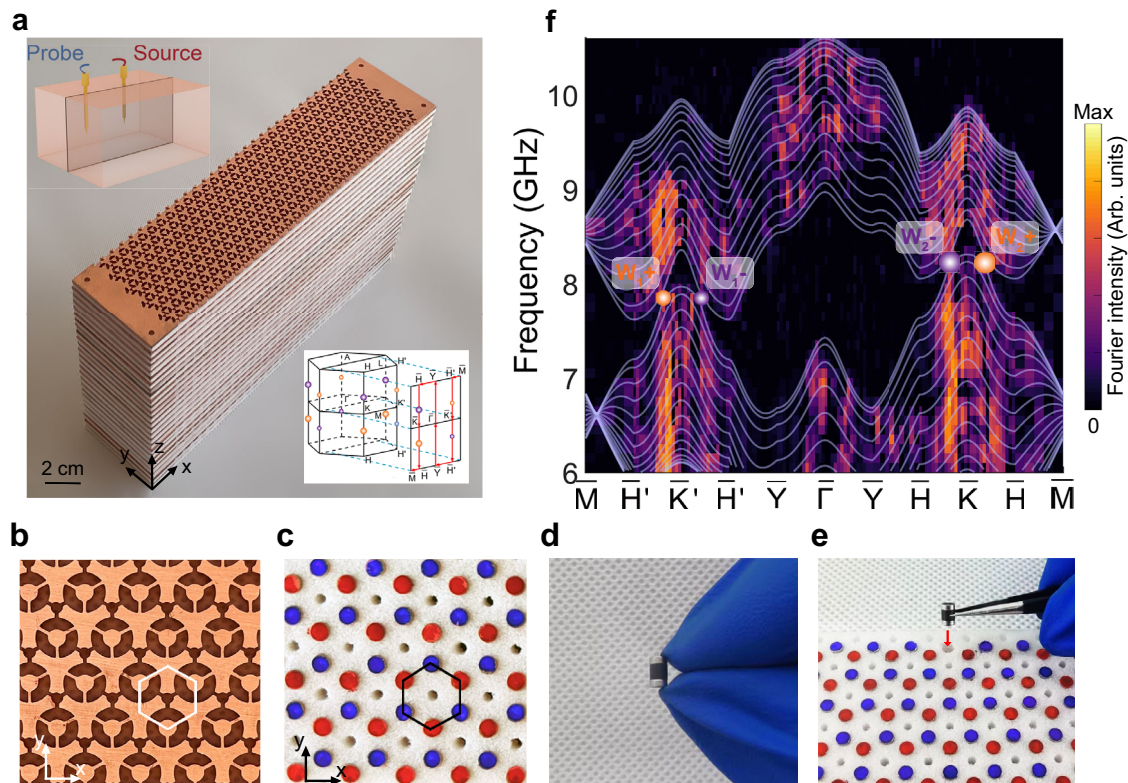 a
Probe
Source
2 cm
y
z
x
A
L
H'
H
Γ
K
K'
M
H
H'
H̅
Y̅
H̅'
M̅
K̅
Γ̅
K̅'
M̅
H̅
Y̅
H̅'
f
Frequency (GHz)
10
9
8
7
6
W₁+
W₁-
W₂-
W₂+
M̅ H̅' K̅' H̅' Y̅ Γ̅ Y̅ H̅ K̅ H̅ M̅
Max
Fourier intensity (Arb. units)
0
b
y
x
c
y
x
d
e